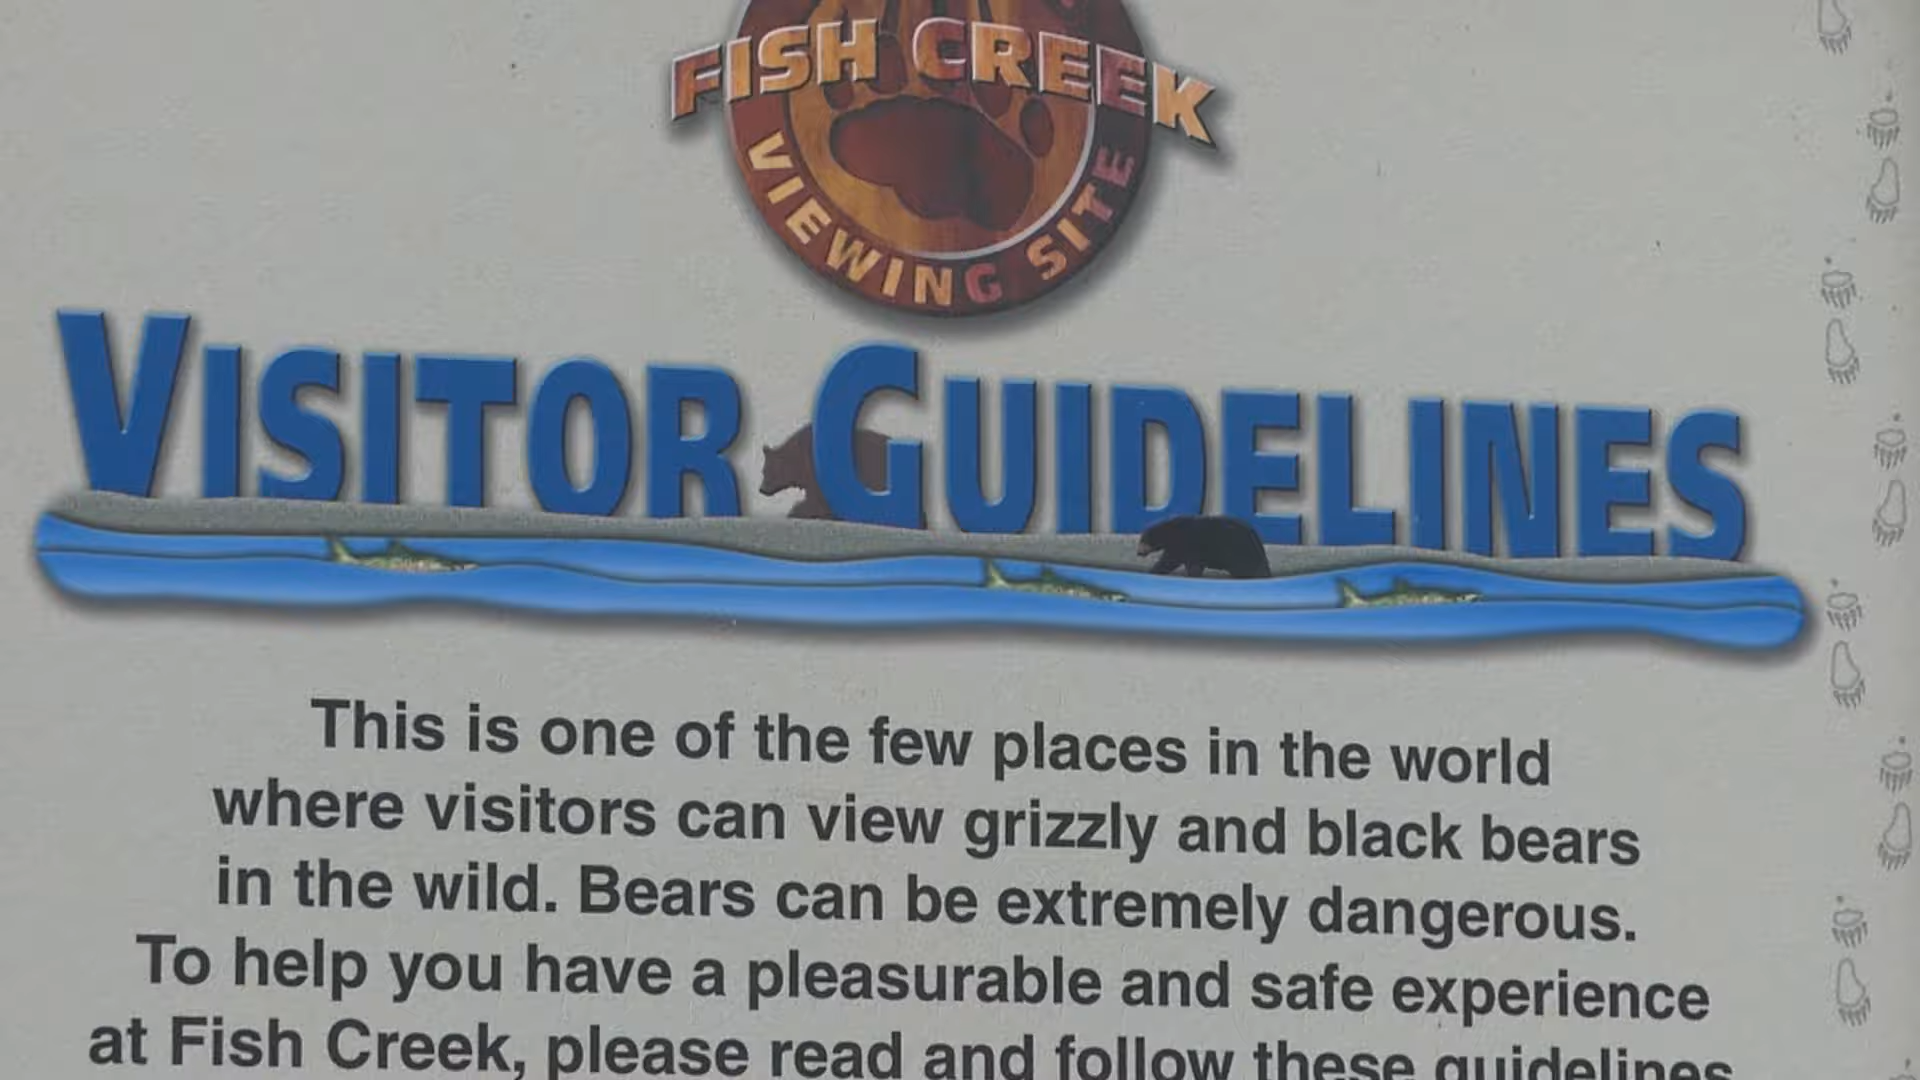 FISH CREEK
VIEWING SITE
VISITOR GUIDELINES
This is one of the few places in the world
where visitors can view grizzly and black bears
in the wild. Bears can be extremely dangerous.
To help you have a pleasurable and safe experience
at Fish Creek, please read and follow these guidelines